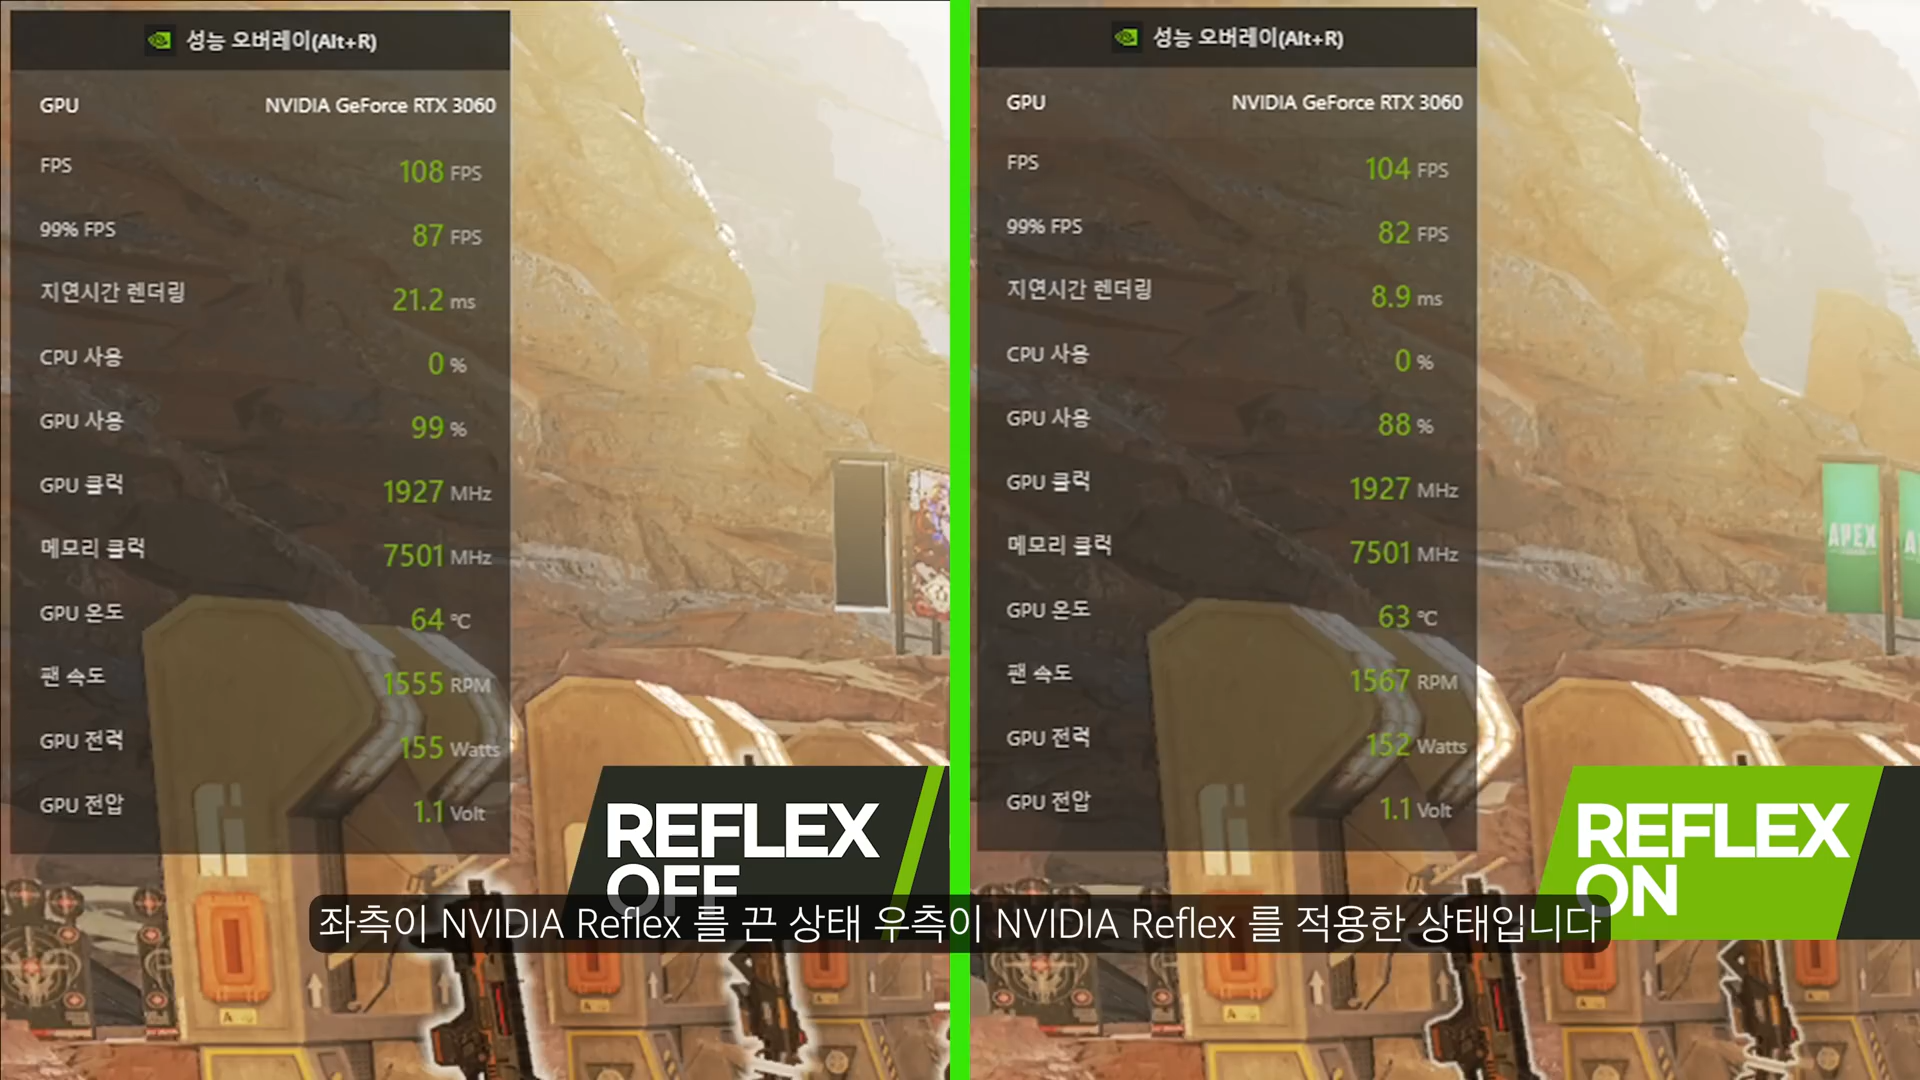 성능 오버레이(Alt+R)
GPU NVIDIA GeForce RTX 3060
FPS 108 FPS
99% FPS 87 FPS
지연시간 렌더링 21.2 ms
CPU 사용 0 %
GPU 사용 99 %
GPU 클럭 1927 MHz
메모리 클럭 7501 MHz
GPU 온도 64 ℃
팬 속도 1555 RPM
GPU 전력 155 Watts
GPU 전압 1.1 Volt
REFLEX
OFF
성능 오버레이(Alt+R)
GPU NVIDIA GeForce RTX 3060
FPS 104 FPS
99% FPS 82 FPS
지연시간 렌더링 8.9 ms
CPU 사용 0 %
GPU 사용 88 %
GPU 클럭 1927 MHz
메모리 클럭 7501 MHz
GPU 온도 63 ℃
팬 속도 1567 RPM
GPU 전력 152 Watts
GPU 전압 1.1 Volt
APEX
REFLEX
ON
좌측이 NVIDIA Reflex 를 끈 상태 우측이 NVIDIA Reflex 를 적용한 상태입니다